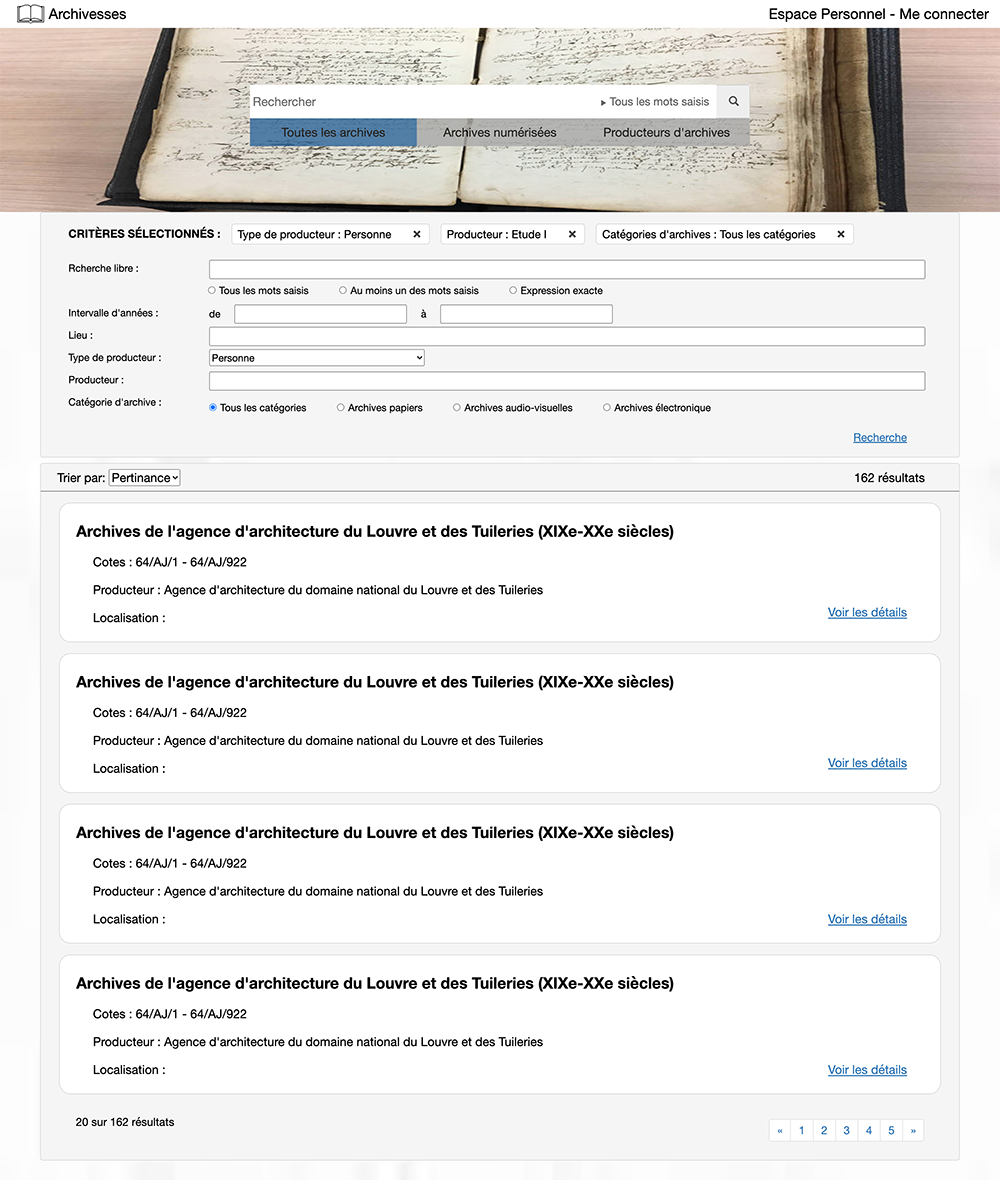 Archivesses
Espace Personnel - Me connecter
Rechercher
▸ Tous les mots saisis
Toutes les archives
Archives numérisées
Producteurs d'archives
CRITÈRES SÉLECTIONNÉS :
Type de producteur : Personne ×
Producteur : Etude I ×
Catégories d'archives : Tous les catégories ×
Rcherche libre :
Tous les mots saisis
Au moins un des mots saisis
Expression exacte
Intervalle d'années :
de
à
Lieu :
Type de producteur :
Personne
Producteur :
Catégorie d'archive :
Tous les catégories
Archives papiers
Archives audio-visuelles
Archives électronique
Recherche
Trier par: Pertinance
162 résultats
Archives de l'agence d'architecture du Louvre et des Tuileries (XIXe-XXe siècles)
Cotes : 64/AJ/1 - 64/AJ/922
Producteur : Agence d'architecture du domaine national du Louvre et des Tuileries
Localisation :
Voir les détails
Archives de l'agence d'architecture du Louvre et des Tuileries (XIXe-XXe siècles)
Cotes : 64/AJ/1 - 64/AJ/922
Producteur : Agence d'architecture du domaine national du Louvre et des Tuileries
Localisation :
Voir les détails
Archives de l'agence d'architecture du Louvre et des Tuileries (XIXe-XXe siècles)
Cotes : 64/AJ/1 - 64/AJ/922
Producteur : Agence d'architecture du domaine national du Louvre et des Tuileries
Localisation :
Voir les détails
Archives de l'agence d'architecture du Louvre et des Tuileries (XIXe-XXe siècles)
Cotes : 64/AJ/1 - 64/AJ/922
Producteur : Agence d'architecture du domaine national du Louvre et des Tuileries
Localisation :
Voir les détails
20 sur 162 résultats
« 1 2 3 4 5 »